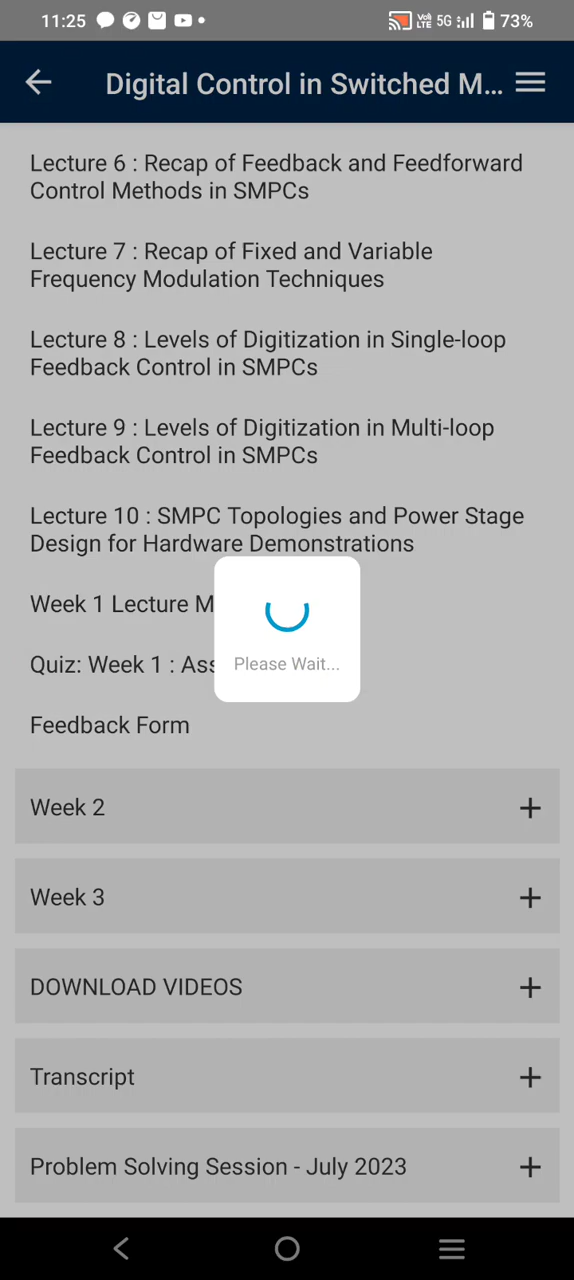 11:25
Vo)) LTE 5G 73%
Digital Control in Switched M...
Lecture 6 : Recap of Feedback and Feedforward
Control Methods in SMPCs
Lecture 7 : Recap of Fixed and Variable
Frequency Modulation Techniques
Lecture 8 : Levels of Digitization in Single-loop
Feedback Control in SMPCs
Lecture 9 : Levels of Digitization in Multi-loop
Feedback Control in SMPCs
Lecture 10 : SMPC Topologies and Power Stage
Design for Hardware Demonstrations
Week 1 Lecture M
Quiz: Week 1 : Ass
Please Wait...
Feedback Form
Week 2
Week 3
DOWNLOAD VIDEOS
Transcript
Problem Solving Session - July 2023